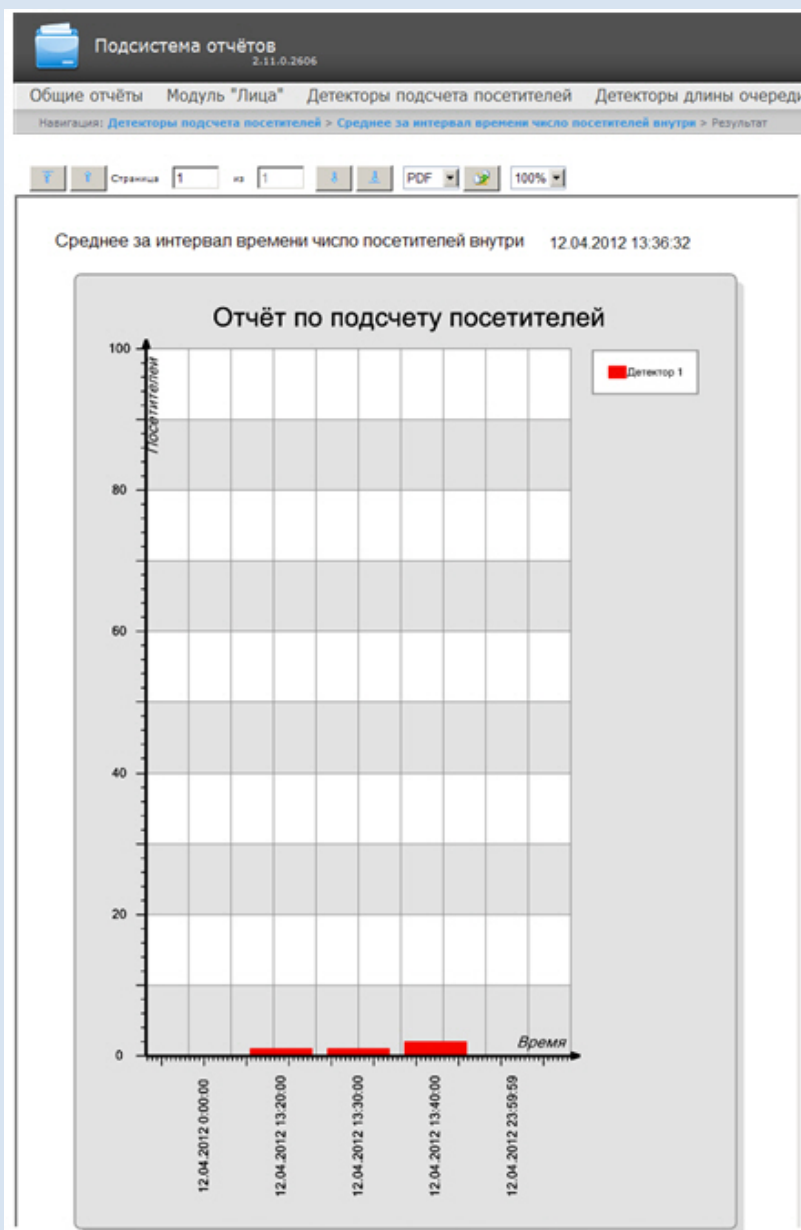 Подсистема отчётов
2.11.0.2606
Общие отчёты Модуль "Лица" Детекторы подсчета посетителей Детекторы длины очереди
Навигация: Детекторы подсчета посетителей > Среднее за интервал времени число посетителей внутри > Результат
Страница 1 из 1 PDF 100%
Среднее за интервал времени число посетителей внутри 12.04.2012 13:36:32
Отчёт по подсчету посетителей
Посетителей
Детектор 1
100
80
60
40
20
0
Время
12.04.2012 0:00:00
12.04.2012 13:20:00
12.04.2012 13:30:00
12.04.2012 13:40:00
12.04.2012 23:59:59